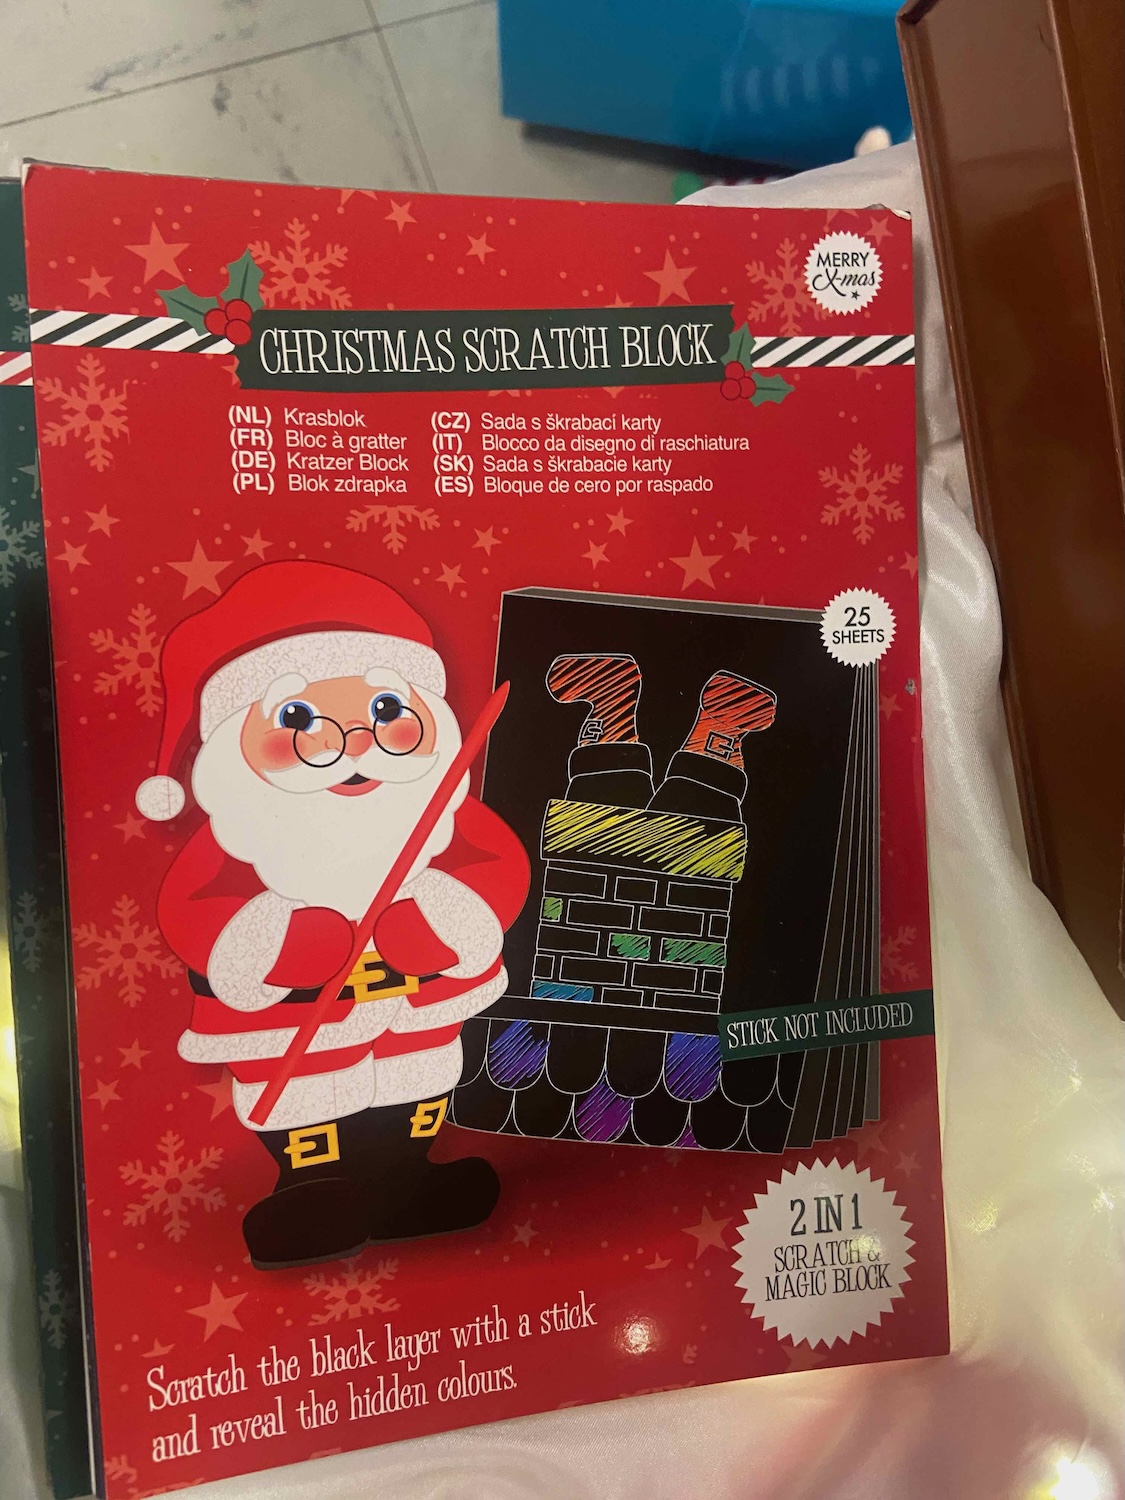 MERRY
X-mas
CHRISTMAS SCRATCH BLOCK
(NL) Krasblok
(FR) Bloc à gratter
(DE) Kratzer Block
(PL) Blok zdrapka
(CZ) Sada s škrabací karty
(IT) Blocco da disegno di raschiatura
(SK) Sada s škrabacie karty
(ES) Bloque de cero por raspado
25
SHEETS
STICK NOT INCLUDED
2 IN 1
SCRATCH &
MAGIC BLOCK
Scratch the black layer with a stick
and reveal the hidden colours.